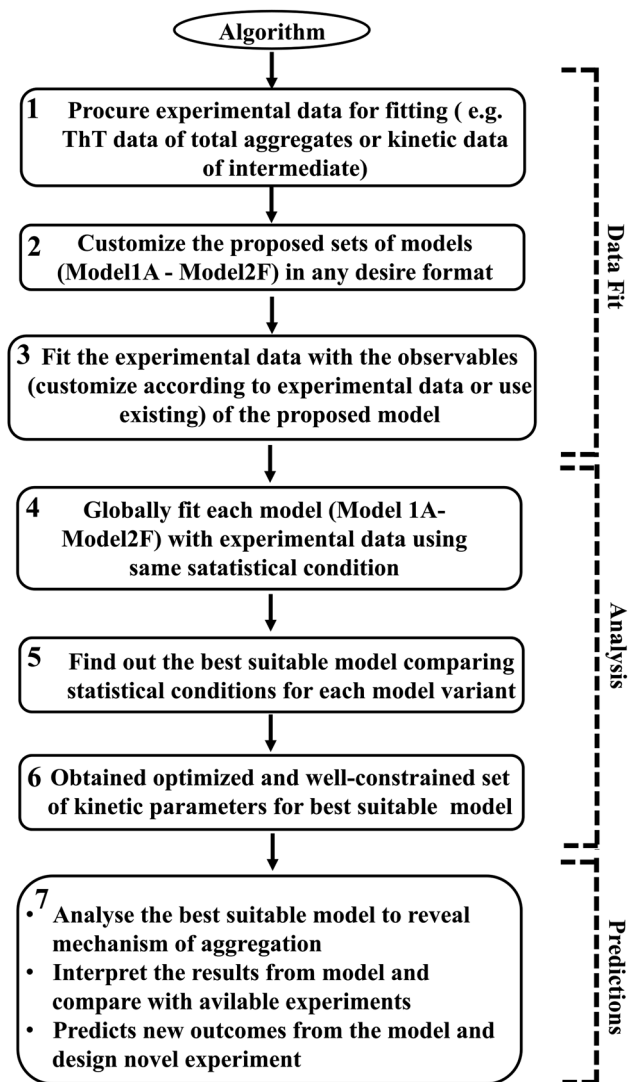 Algorithm
1 Procure experimental data for fitting ( e.g.
ThT data of total aggregates or kinetic data
of intermediate)
2 Customize the proposed sets of models
(Model1A - Model2F) in any desire format
3 Fit the experimental data with the observables
(customize according to experimental data or use
existing) of the proposed model
Data Fit
4 Globally fit each model (Model 1A-
Model2F) with experimental data using
same satatistical condition
5 Find out the best suitable model comparing
statistical conditions for each model variant
6 Obtained optimized and well-constrained set
of kinetic parameters for best suitable model
Analysis
7
• Analyse the best suitable model to reveal
mechanism of aggregation
• Interpret the results from model and
compare with avilable experiments
• Predicts new outcomes from the model and
design novel experiment
Predictions